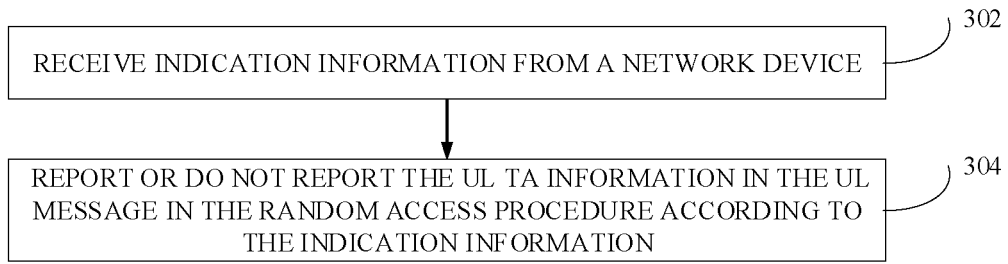 302
RECEIVE INDICATION INFORMATION FROM A NETWORK DEVICE
304
REPORT OR DO NOT REPORT THE UL TA INFORMATION IN THE UL
MESSAGE IN THE RANDOM ACCESS PROCEDURE ACCORDING TO
THE INDICATION INFORMATION